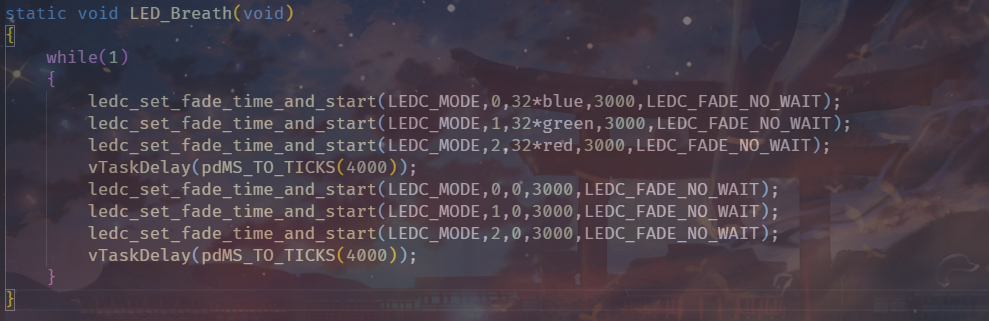 static void LED_Breath(void)
{
    while(1)
    {
        ledc_set_fade_time_and_start(LEDC_MODE,0,32*blue,3000,LEDC_FADE_NO_WAIT);
        ledc_set_fade_time_and_start(LEDC_MODE,1,32*green,3000,LEDC_FADE_NO_WAIT);
        ledc_set_fade_time_and_start(LEDC_MODE,2,32*red,3000,LEDC_FADE_NO_WAIT);
        vTaskDelay(pdMS_TO_TICKS(4000));
        ledc_set_fade_time_and_start(LEDC_MODE,0,0,3000,LEDC_FADE_NO_WAIT);
        ledc_set_fade_time_and_start(LEDC_MODE,1,0,3000,LEDC_FADE_NO_WAIT);
        ledc_set_fade_time_and_start(LEDC_MODE,2,0,3000,LEDC_FADE_NO_WAIT);
        vTaskDelay(pdMS_TO_TICKS(4000));
    }
}